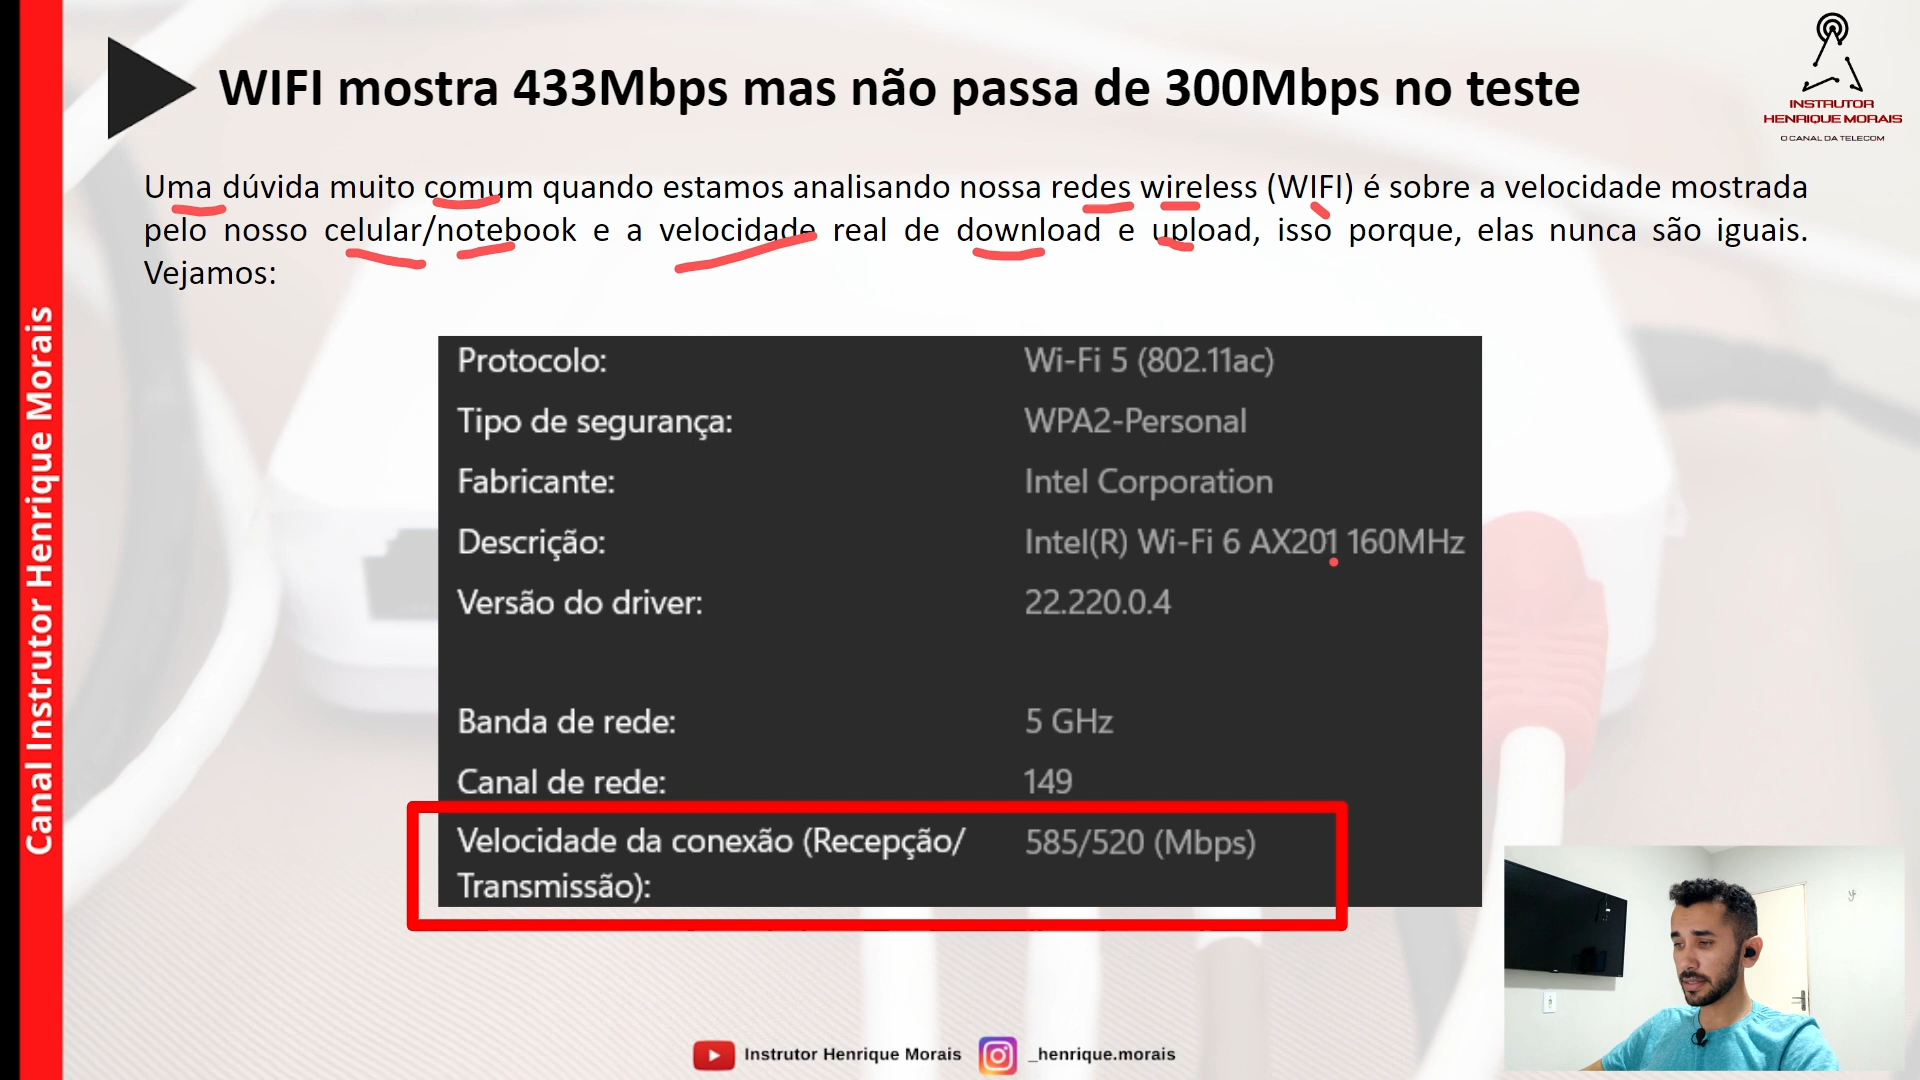 WIFI mostra 433Mbps mas não passa de 300Mbps no teste
INSTRUTOR
HENRIQUE MORAIS
O CANAL DA TELECOM
Uma dúvida muito comum quando estamos analisando nossa redes wireless (WIFI) é sobre a velocidade mostrada
pelo nosso celular/notebook e a velocidade real de download e upload, isso porque, elas nunca são iguais.
Vejamos:
Canal Instrutor Henrique Morais
Protocolo: Wi-Fi 5 (802.11ac)
Tipo de segurança: WPA2-Personal
Fabricante: Intel Corporation
Descrição: Intel(R) Wi-Fi 6 AX201 160MHz
Versão do driver: 22.220.0.4
Banda de rede: 5 GHz
Canal de rede: 149
Velocidade da conexão (Recepção/ 585/520 (Mbps)
Transmissão):
Instrutor Henrique Morais _henrique.morais